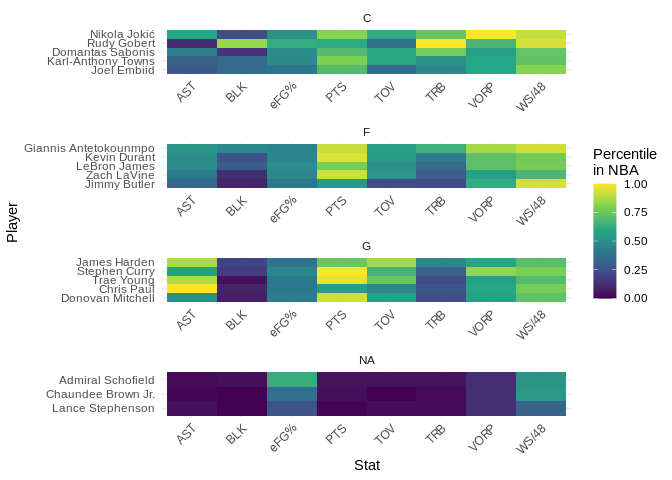 C
Nikola Jokić
Rudy Gobert
Domantas Sabonis
Karl-Anthony Towns
Joel Embiid
AST BLK eFG% PTS TOV TRB VORP WS/48
F
Giannis Antetokounmpo
Kevin Durant
LeBron James
Zach LaVine
Jimmy Butler
AST BLK eFG% PTS TOV TRB VORP WS/48
G
James Harden
Stephen Curry
Trae Young
Chris Paul
Donovan Mitchell
AST BLK eFG% PTS TOV TRB VORP WS/48
NA
Admiral Schofield
Chaundee Brown Jr.
Lance Stephenson
AST BLK eFG% PTS TOV TRB VORP WS/48
Stat
Player
Percentile
in NBA
1.00
0.75
0.50
0.25
0.00